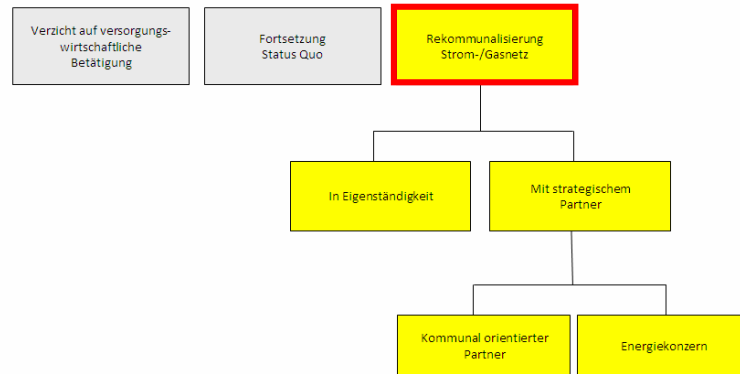 Verzicht auf versorgungs-
wirtschaftliche
Betätigung
Fortsetzung
Status Quo
Rekommunalisierung
Strom-/Gasnetz
In Eigenständigkeit
Mit strategischem
Partner
Kommunal orientierter
Partner
Energiekonzern